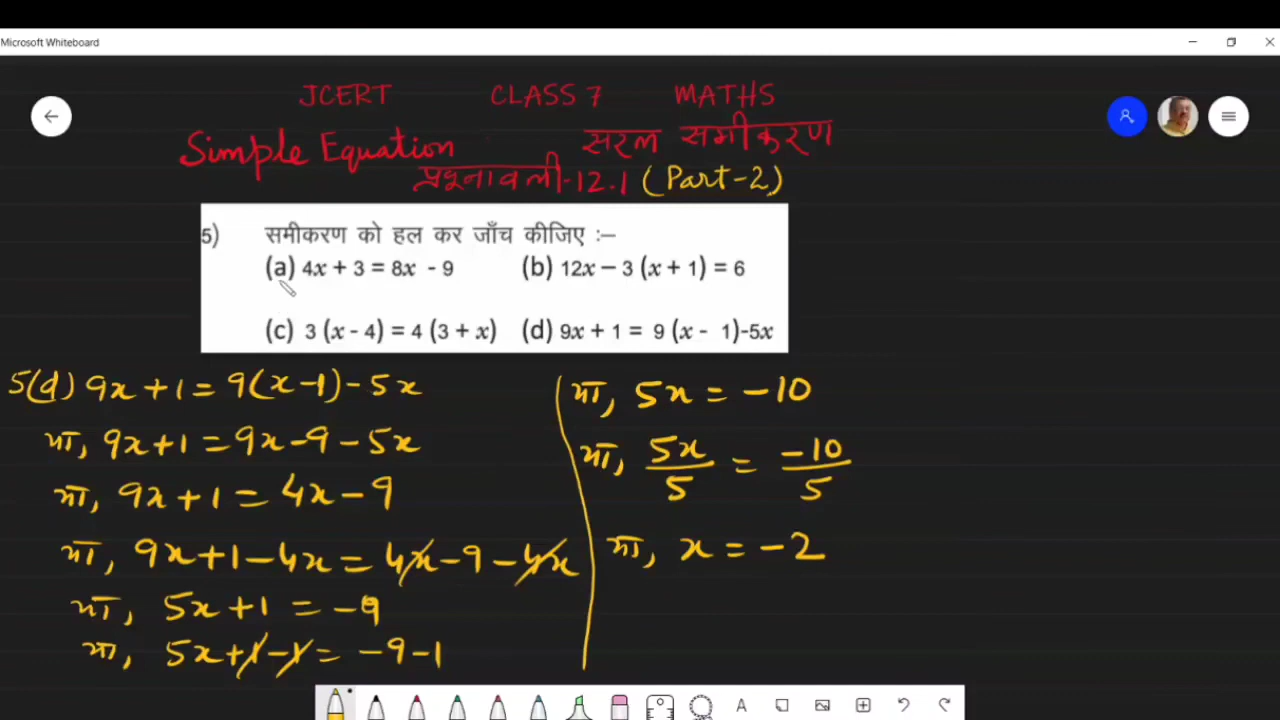 Microsoft Whiteboard
JCERT CLASS 7 MATHS
Simple Equation सरल समीकरण
प्रश्नावली-12.1 (Part-2)
5) समीकरण को हल कर जाँच कीजिए :–
(a) 4x + 3 = 8x - 9 (b) 12x – 3 (x + 1) = 6
(c) 3 (x - 4) = 4 (3 + x) (d) 9x + 1 = 9 (x - 1)-5x
5(d) 9x + 1 = 9(x-1) - 5x
या, 9x+1 = 9x-9-5x
या, 9x+1 = 4x-9
या, 9x+1-4x = 4x-9-4x
या, 5x+1 = -9
या, 5x+1-1 = -9-1
या, 5x = -10
या, 5x/5 = -10/5
या, x = -2
A